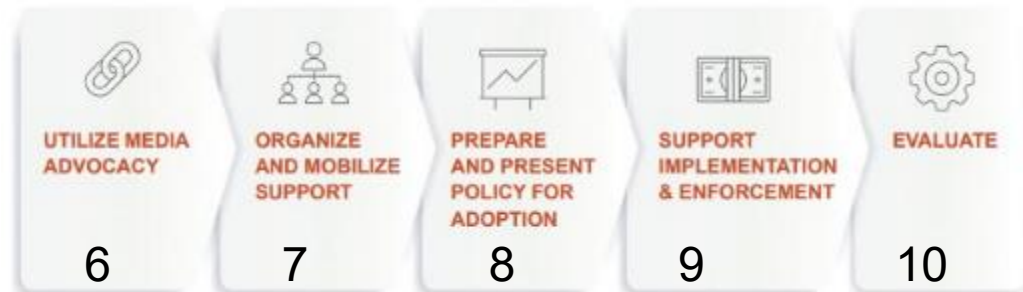 UTILIZE MEDIA
ADVOCACY
6
ORGANIZE
AND MOBILIZE
SUPPORT
7
PREPARE
AND PRESENT
POLICY FOR
ADOPTION
8
SUPPORT
IMPLEMENTATION
& ENFORCEMENT
9
EVALUATE
10